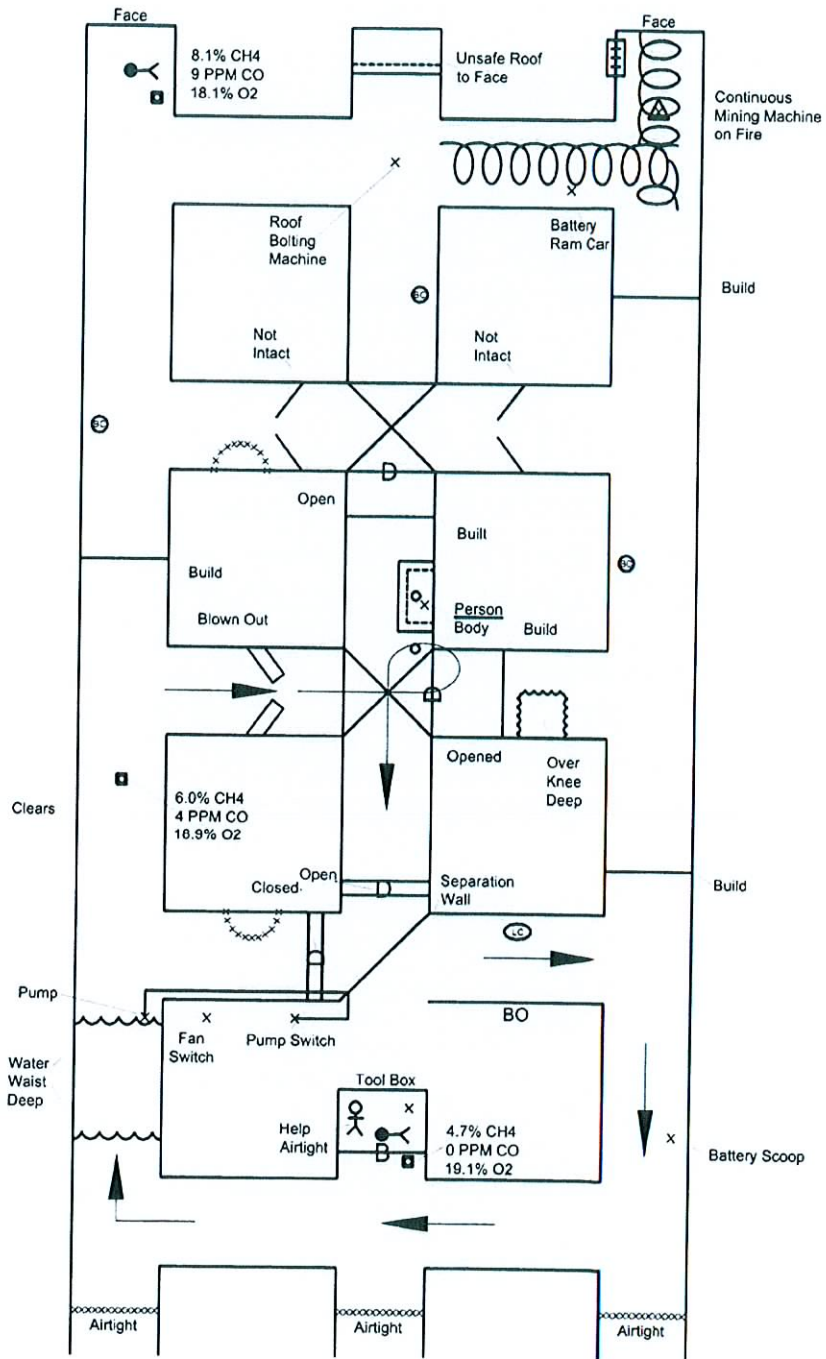 Face
Face
8.1% CH4
9 PPM CO
18.1% O2
Unsafe Roof
to Face
Continuous
Mining Machine
on Fire
Roof
Bolting
Machine
Battery
Ram Car
Build
Not
Intact
Not
Intact
Open
Built
Build
Person
Body
Build
Blown Out
D
D
Opened
Over
Knee
Deep
6.0% CH4
4 PPM CO
18.9% O2
Clears
Open
Closed
D
Separation
Wall
Build
LC
D
Pump
BO
Fan
Switch
Pump Switch
Water
Waist
Deep
Tool Box
Help
Airtight
B
4.7% CH4
0 PPM CO
19.1% O2
Battery Scoop
Airtight
Airtight
Airtight